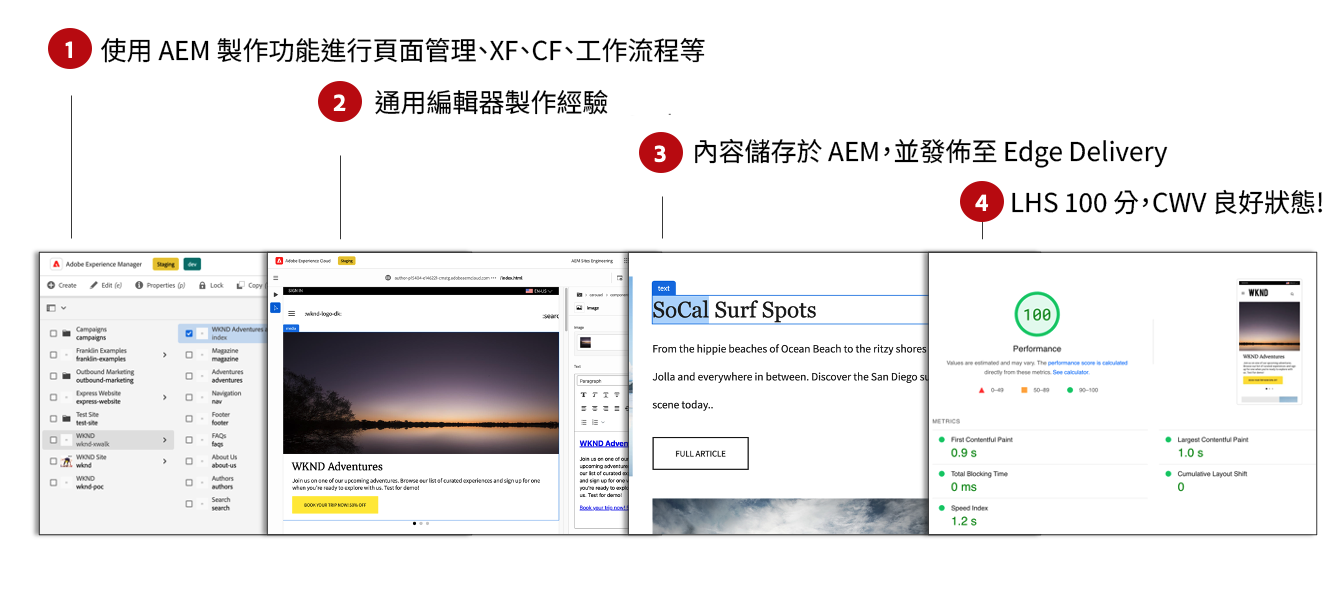 1 使用 AEM 製作功能進行頁面管理、XF、CF、工作流程等
2 通用編輯器製作經驗
3 內容儲存於 AEM，並發佈至 Edge Delivery
4 LHS 100 分，CWV 良好狀態!
Adobe Experience Manager Staging dev
Create Edit (e) Properties (p) Lock Copy
Campaigns
campaigns
Franklin Examples
franklin-examples
Outbound Marketing
outbound-marketing
Express Website
express-website
Test Site
test-site
WKND
wknd-xwalk
WKND Site
wknd
WKND
wknd-poc
WKND Adventures
index
Magazine
magazine
Adventures
adventures
Navigation
nav
Footer
footer
FAQs
faqs
About Us
about-us
Authors
authors
Search
search
Adobe Experience Cloud Staging AEM Sites Engineering
/index.html
SIGN IN EN-US
:wknd-logo-dk: :searc
media
WKND Adventures
Join us on one of our upcoming adventures. Browse our list of curated experiences and sign up for one
when you're ready to explore with us. Test for demo!
BOOK YOUR TRIP NOW! 50% OFF
carousel > component
Image
Image
Text
Paragraph
WKND Adven
Join us on one of ou
upcoming adventures
our list of curated ex
and sign up for one
you're ready to explo
us. Test for demo!
Book your trip now!
text
SoCal Surf Spots
From the hippie beaches of Ocean Beach to the ritzy shores
Jolla and everywhere in between. Discover the San Diego su
scene today..
FULL ARTICLE
100
Performance
Values are estimated and may vary. The performance score is calculated
directly from these metrics. See calculator.
0–49 50–89 90–100
WKND
WKND Adventures
METRICS
First Contentful Paint
0.9 s
Largest Contentful Paint
1.0 s
Total Blocking Time
0 ms
Cumulative Layout Shift
0
Speed Index
1.2 s